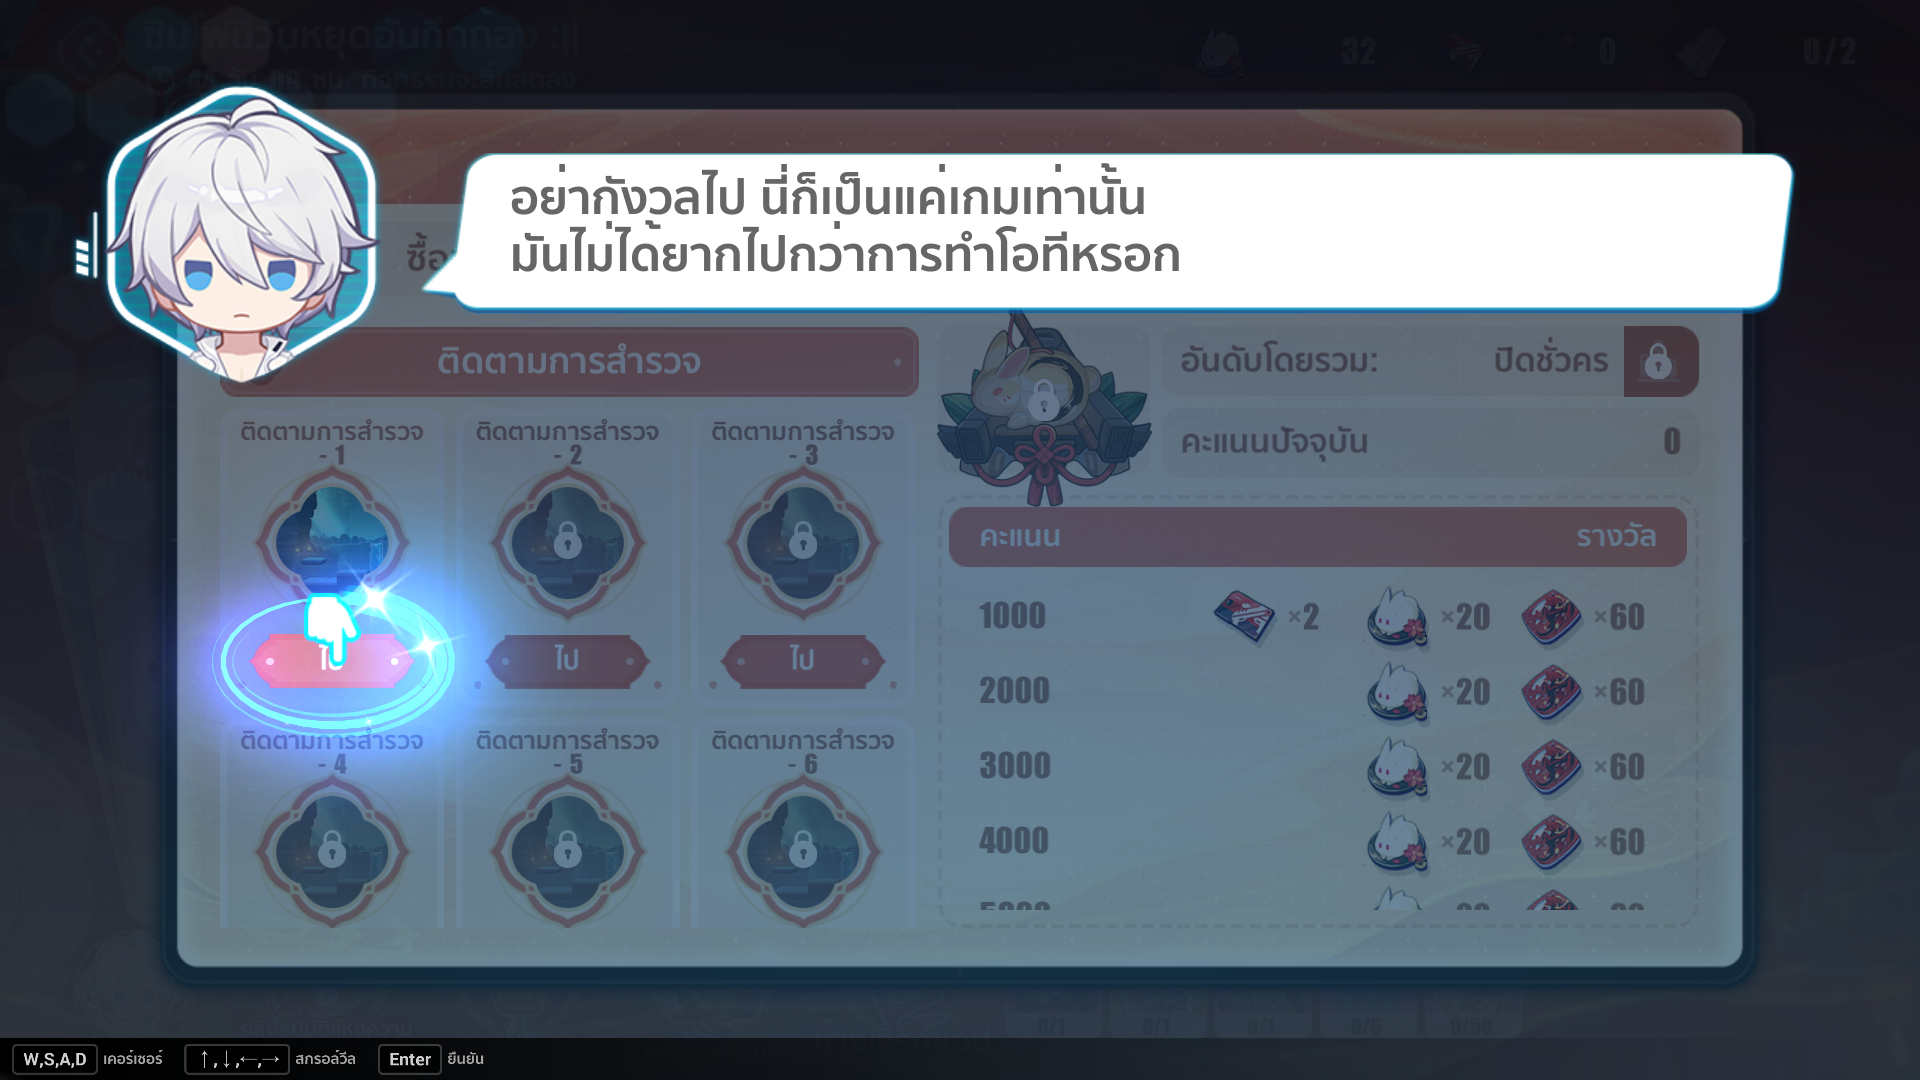 32
0
0/2
อย่ากังวลไป นี่ก็เป็นแค่เกมเท่านั้น
มันไม่ได้ยากไปกว่าการทำโอทีหรอก
ติดตามการสำรวจ
อันดับโดยรวม:
ปิดชั่วคร
คะแนนปัจจุบัน
0
ติดตามการสำรวจ
- 1
ติดตามการสำรวจ
- 2
ติดตามการสำรวจ
- 3
ไป
ไป
ไป
ติดตามการสำรวจ
- 4
ติดตามการสำรวจ
- 5
ติดตามการสำรวจ
- 6
คะแนน
รางวัล
1000
×2
×20
×60
2000
×20
×60
3000
×20
×60
4000
×20
×60
W,S,A,D เคอร์เซอร์
↑,↓,←,→ สกรอล์วีล
Enter ยืนยัน